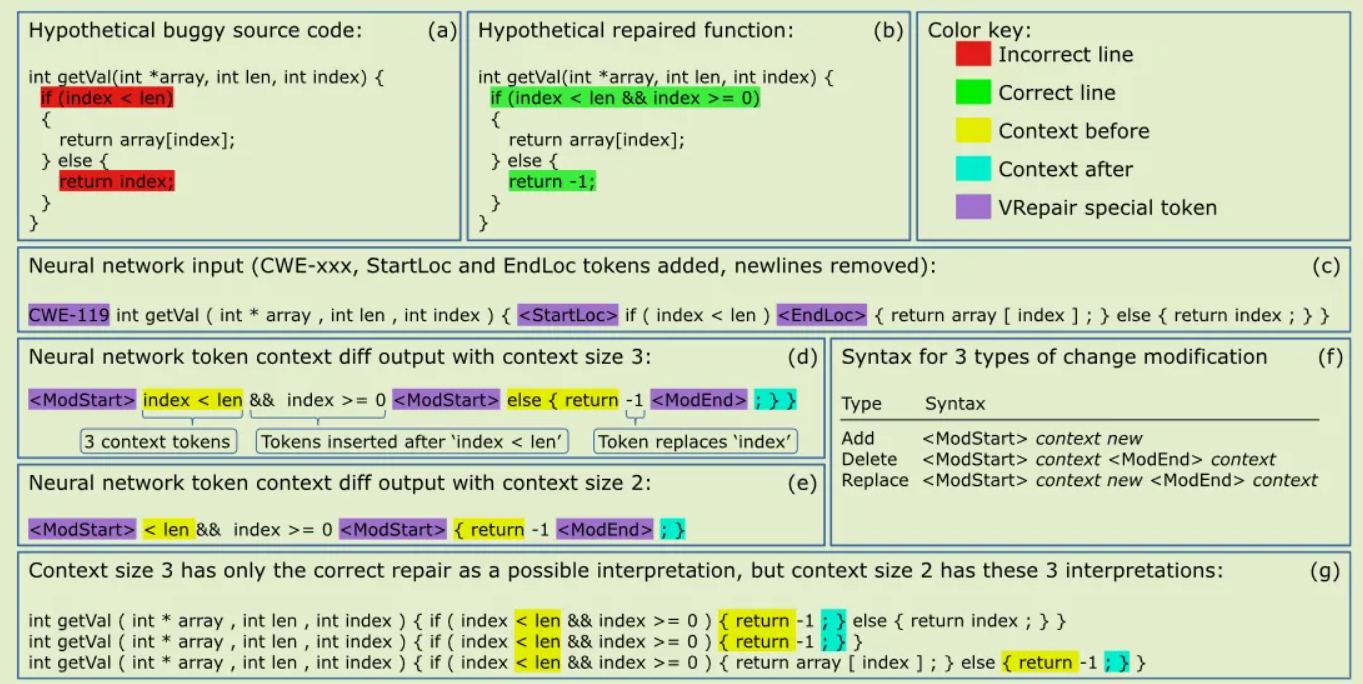 Hypothetical buggy source code: (a)
int getVal(int *array, int len, int index) {
if (index < len)
{
return array[index];
} else {
return index;
}
}
Hypothetical repaired function: (b)
int getVal(int *array, int len, int index) {
if (index < len && index >= 0)
{
return array[index];
} else {
return -1;
}
}
Color key:
Incorrect line
Correct line
Context before
Context after
VRepair special token
Neural network input (CWE-xxx, StartLoc and EndLoc tokens added, newlines removed): (c)
CWE-119 int getVal ( int * array , int len , int index ) { <StartLoc> if ( index < len ) <EndLoc> { return array [ index ] ; } else { return index ; } }
Neural network token context diff output with context size 3: (d)
<ModStart> index < len && index >= 0 <ModStart> else { return -1 <ModEnd> ; } }
3 context tokens
Tokens inserted after ‘index < len’
Token replaces ‘index’
Neural network token context diff output with context size 2: (e)
<ModStart> < len && index >= 0 <ModStart> { return -1 <ModEnd> ; }
Syntax for 3 types of change modification (f)
Type Syntax
Add <ModStart> context new
Delete <ModStart> context <ModEnd> context
Replace <ModStart> context new <ModEnd> context
Context size 3 has only the correct repair as a possible interpretation, but context size 2 has these 3 interpretations: (g)
int getVal ( int * array , int len , int index ) { if ( index < len && index >= 0 ) { return -1 ; } else { return index ; } }
int getVal ( int * array , int len , int index ) { if ( index < len && index >= 0 ) { return -1 ; } }
int getVal ( int * array , int len , int index ) { if ( index < len && index >= 0 ) { return array [ index ] ; } else { return -1 ; } }